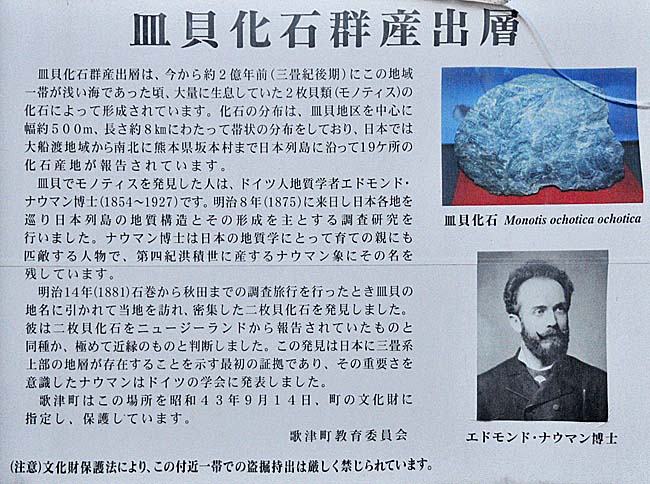 皿貝化石群産出層
皿貝化石群産出層は、今から約２億年前(三畳紀後期)にこの地域
一帯が浅い海であった頃、大量に生息していた２枚貝類(モノティス)の
化石によって形成されています。化石の分布は、皿貝地区を中心に
幅約５００m、長さ約８㎞にわたって帯状の分布をしており、日本では
大船渡地域から南北に熊本県坂本村まで日本列島に沿って19ケ所の
化石産地が報告されています。
皿貝でモノティスを発見した人は、ドイツ人地質学者エドモンド・
ナウマン博士(1854～1927)です。明治８年(1875)に来日し日本各地を
巡り日本列島の地質構造とその形成を主とする調査研究を
行いました。ナウマン博士は日本の地質学にとって育ての親にも
匹敵する人物で、第四紀洪積世に産するナウマン象にその名を
残しています。
明治14年(1881)石巻から秋田までの調査旅行を行ったとき皿貝の
地名に引かれて当地を訪れ、密集した二枚貝化石を発見しました。
彼は二枚貝化石をニュージーランドから報告されていたものと
同種か、極めて近縁のものと判断しました。この発見は日本に三畳系
上部の地層が存在することを示す最初の証拠であり、その重要さを
意識したナウマンはドイツの学会に発表しました。
歌津町はこの場所を昭和４３年９月１４日、町の文化財に
指定し、保護しています。
歌津町教育委員会
(注意)文化財保護法により、この付近一帯での盗掘持出は厳しく禁じられています。
皿貝化石 Monotis ochotica ochotica
エドモンド・ナウマン博士